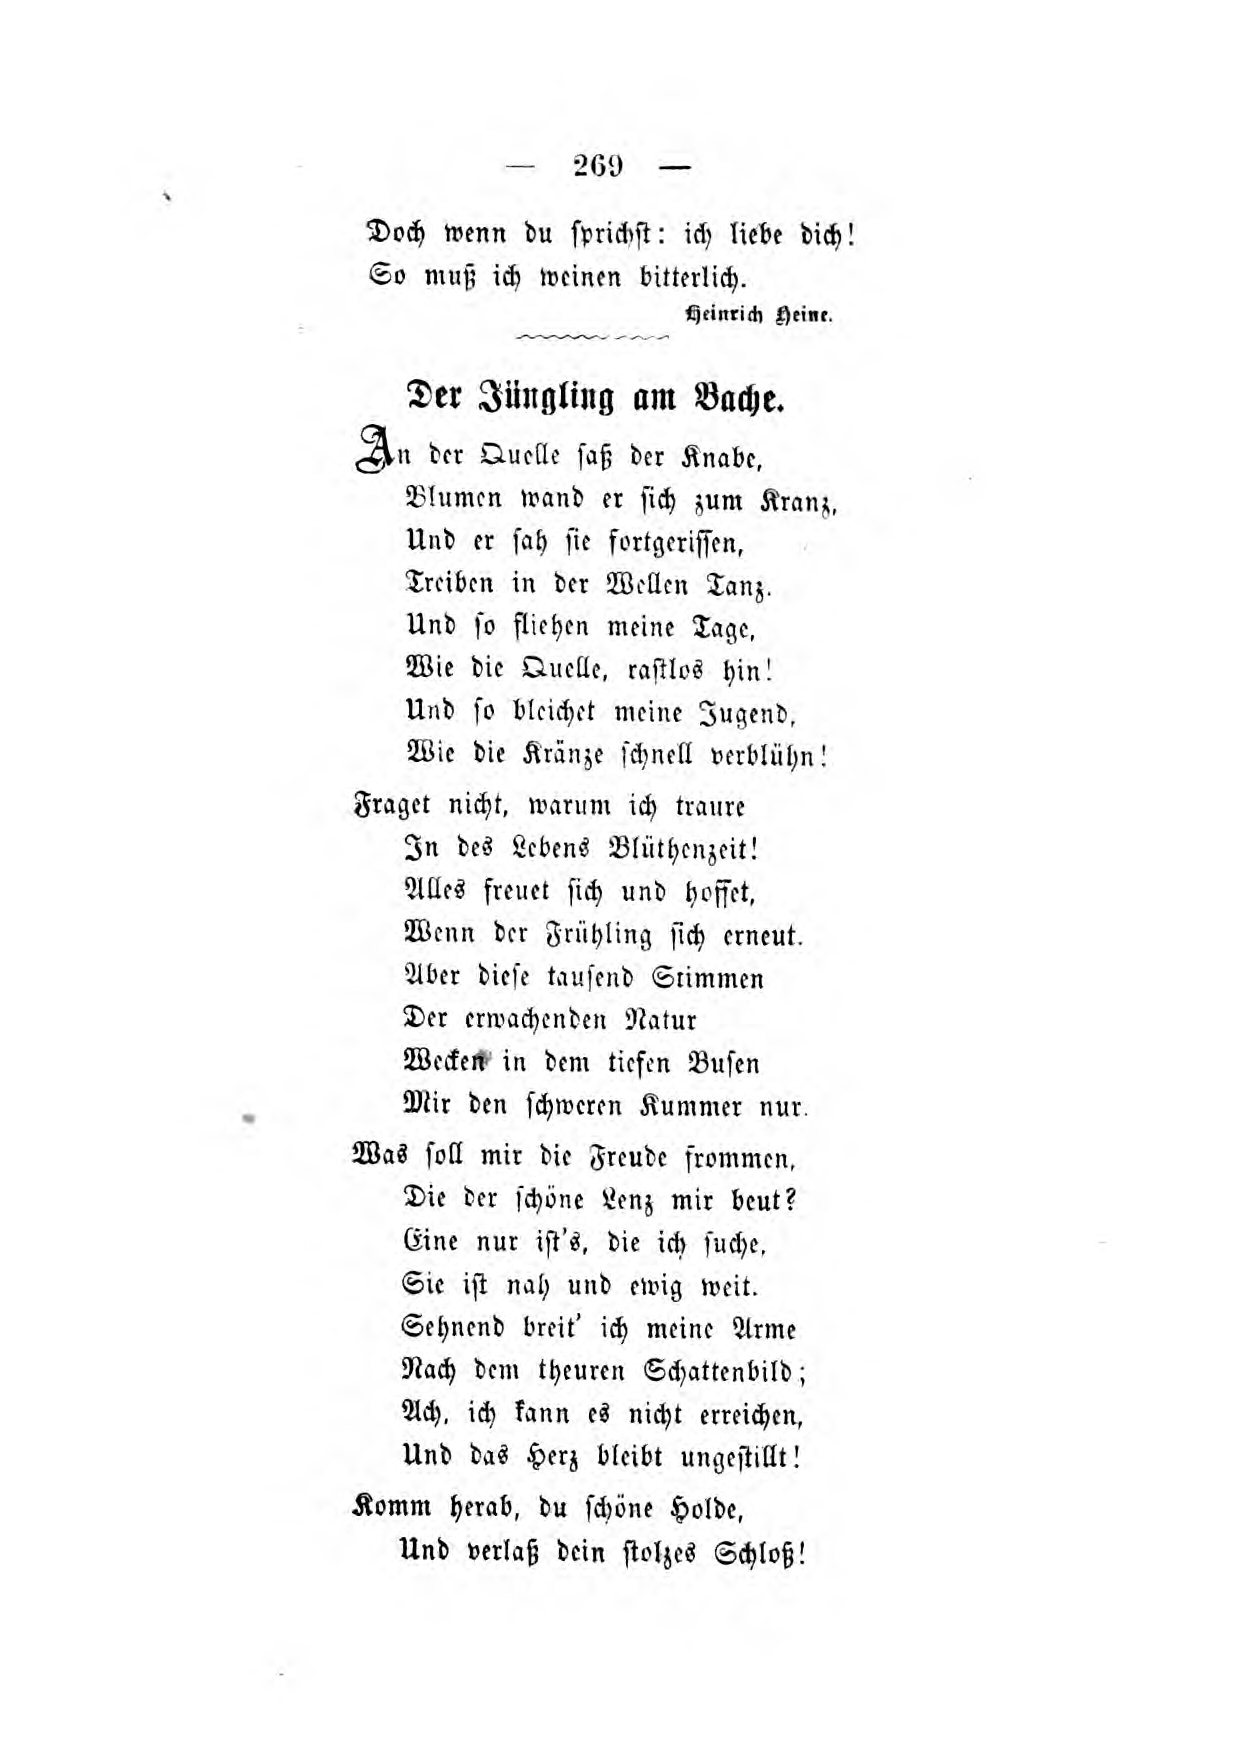 — 269 —
Doch wenn du sprichst: ich liebe dich!
So muß ich weinen bitterlich.
Heinrich Heine.
Der Jüngling am Bache.
An der Quelle saß der Knabe,
Blumen wand er sich zum Kranz,
Und er sah sie fortgerissen,
Treiben in der Wellen Tanz.
Und so fliehen meine Tage,
Wie die Quelle, rastlos hin!
Und so bleichet meine Jugend,
Wie die Kränze schnell verblühn!
Fraget nicht, warum ich traure
In des Lebens Blüthenzeit!
Alles freuet sich und hoffet,
Wenn der Frühling sich erneut.
Aber diese tausend Stimmen
Der erwachenden Natur
Wecken in dem tiefen Busen
Mir den schweren Kummer nur.
Was soll mir die Freude frommen,
Die der schöne Lenz mir beut?
Eine nur ist's, die ich suche,
Sie ist nah und ewig weit.
Sehnend breit' ich meine Arme
Nach dem theuren Schattenbild;
Ach, ich kann es nicht erreichen,
Und das Herz bleibt ungestillt!
Komm herab, du schöne Holde,
Und verlaß dein stolzes Schloß!